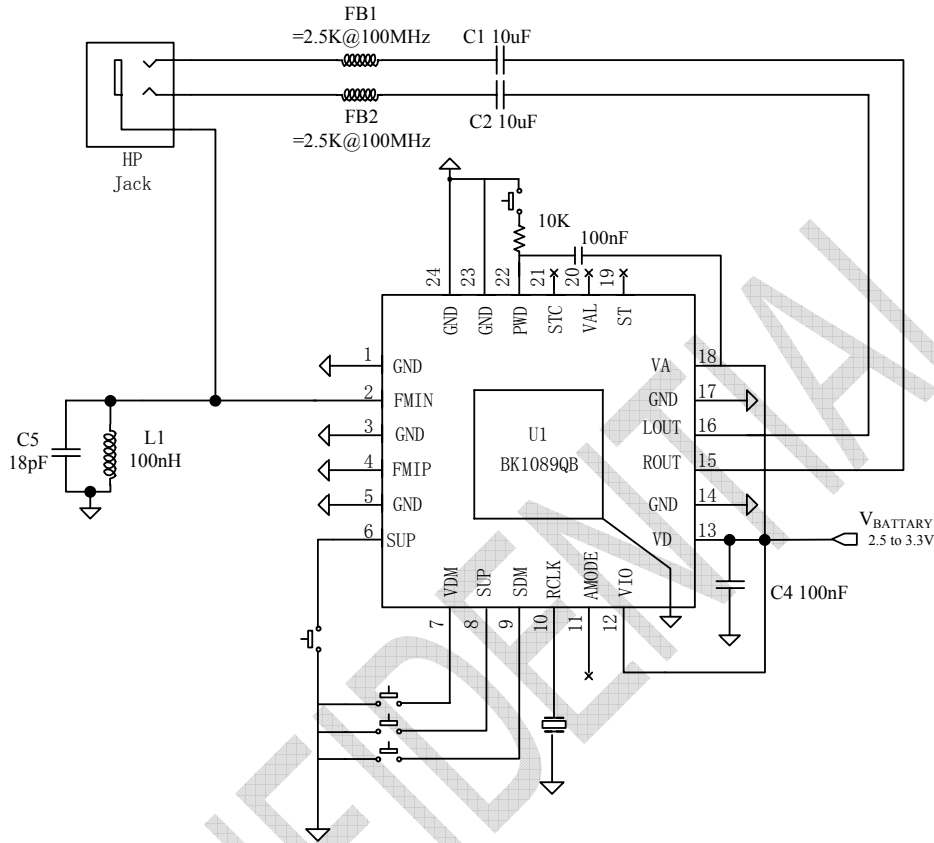 FB1
=2.5K@100MHz
C1 10uF
FB2
=2.5K@100MHz
C2 10uF
HP
Jack
10K
100nF
24
23
22
21
20
19
GND
GND
PWD
STC
VAL
ST
1
GND
2
FMIN
3
GND
4
FMIP
5
GND
6
SUP
VA
18
GND
17
LOUT
16
ROUT
15
GND
14
VD
13
U1
BK1089QB
C5
18pF
L1
100nH
VBATTARY
2.5 to 3.3V
C4 100nF
VDM
SUP
SDM
RCLK
AMODE
VIO
7
8
9
10
11
12
FIDENTIAL